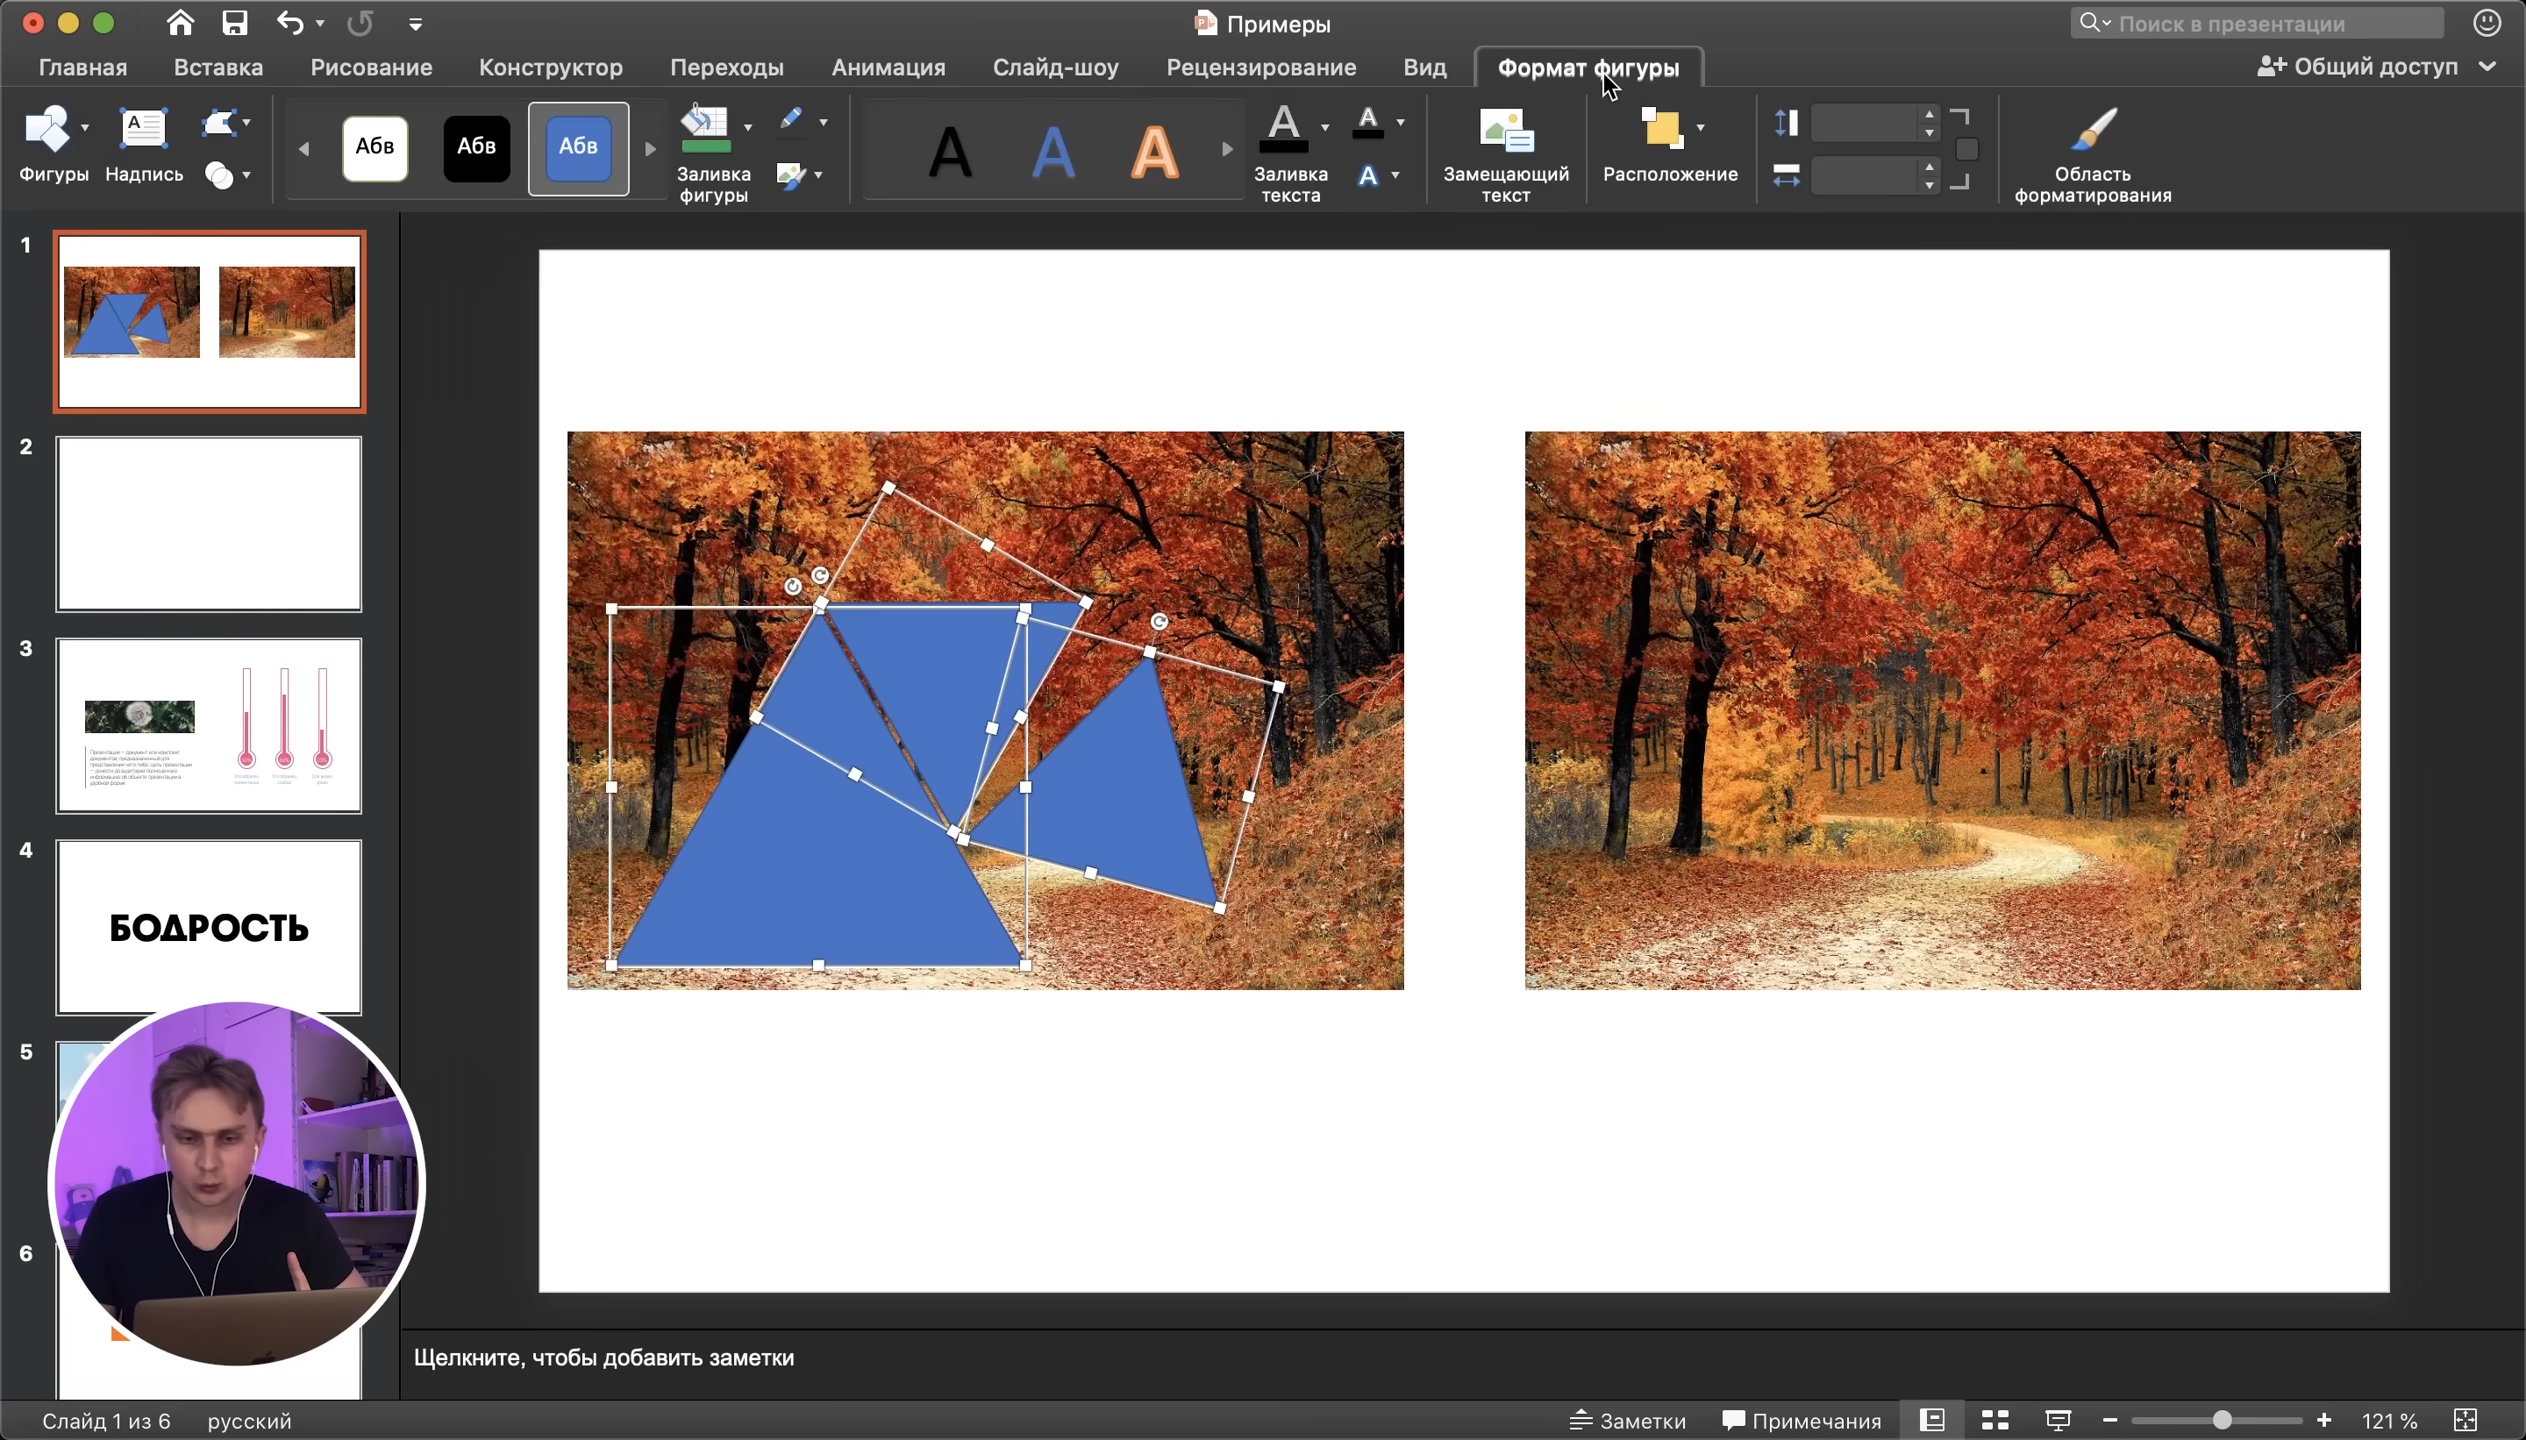 Примеры
Поиск в презентации
Главная
Вставка
Рисование
Конструктор
Переходы
Анимация
Слайд-шоу
Рецензирование
Вид
Формат фигуры
Общий доступ
Фигуры
Надпись
Абв
Абв
Абв
Заливка
фигуры
А
А
А
Заливка
текста
Замещающий
текст
Расположение
Область
форматирования
1
2
3
4
БОДРОСТЬ
5
6
Щелкните, чтобы добавить заметки
Слайд 1 из 6
русский
Заметки
Примечания
121 %